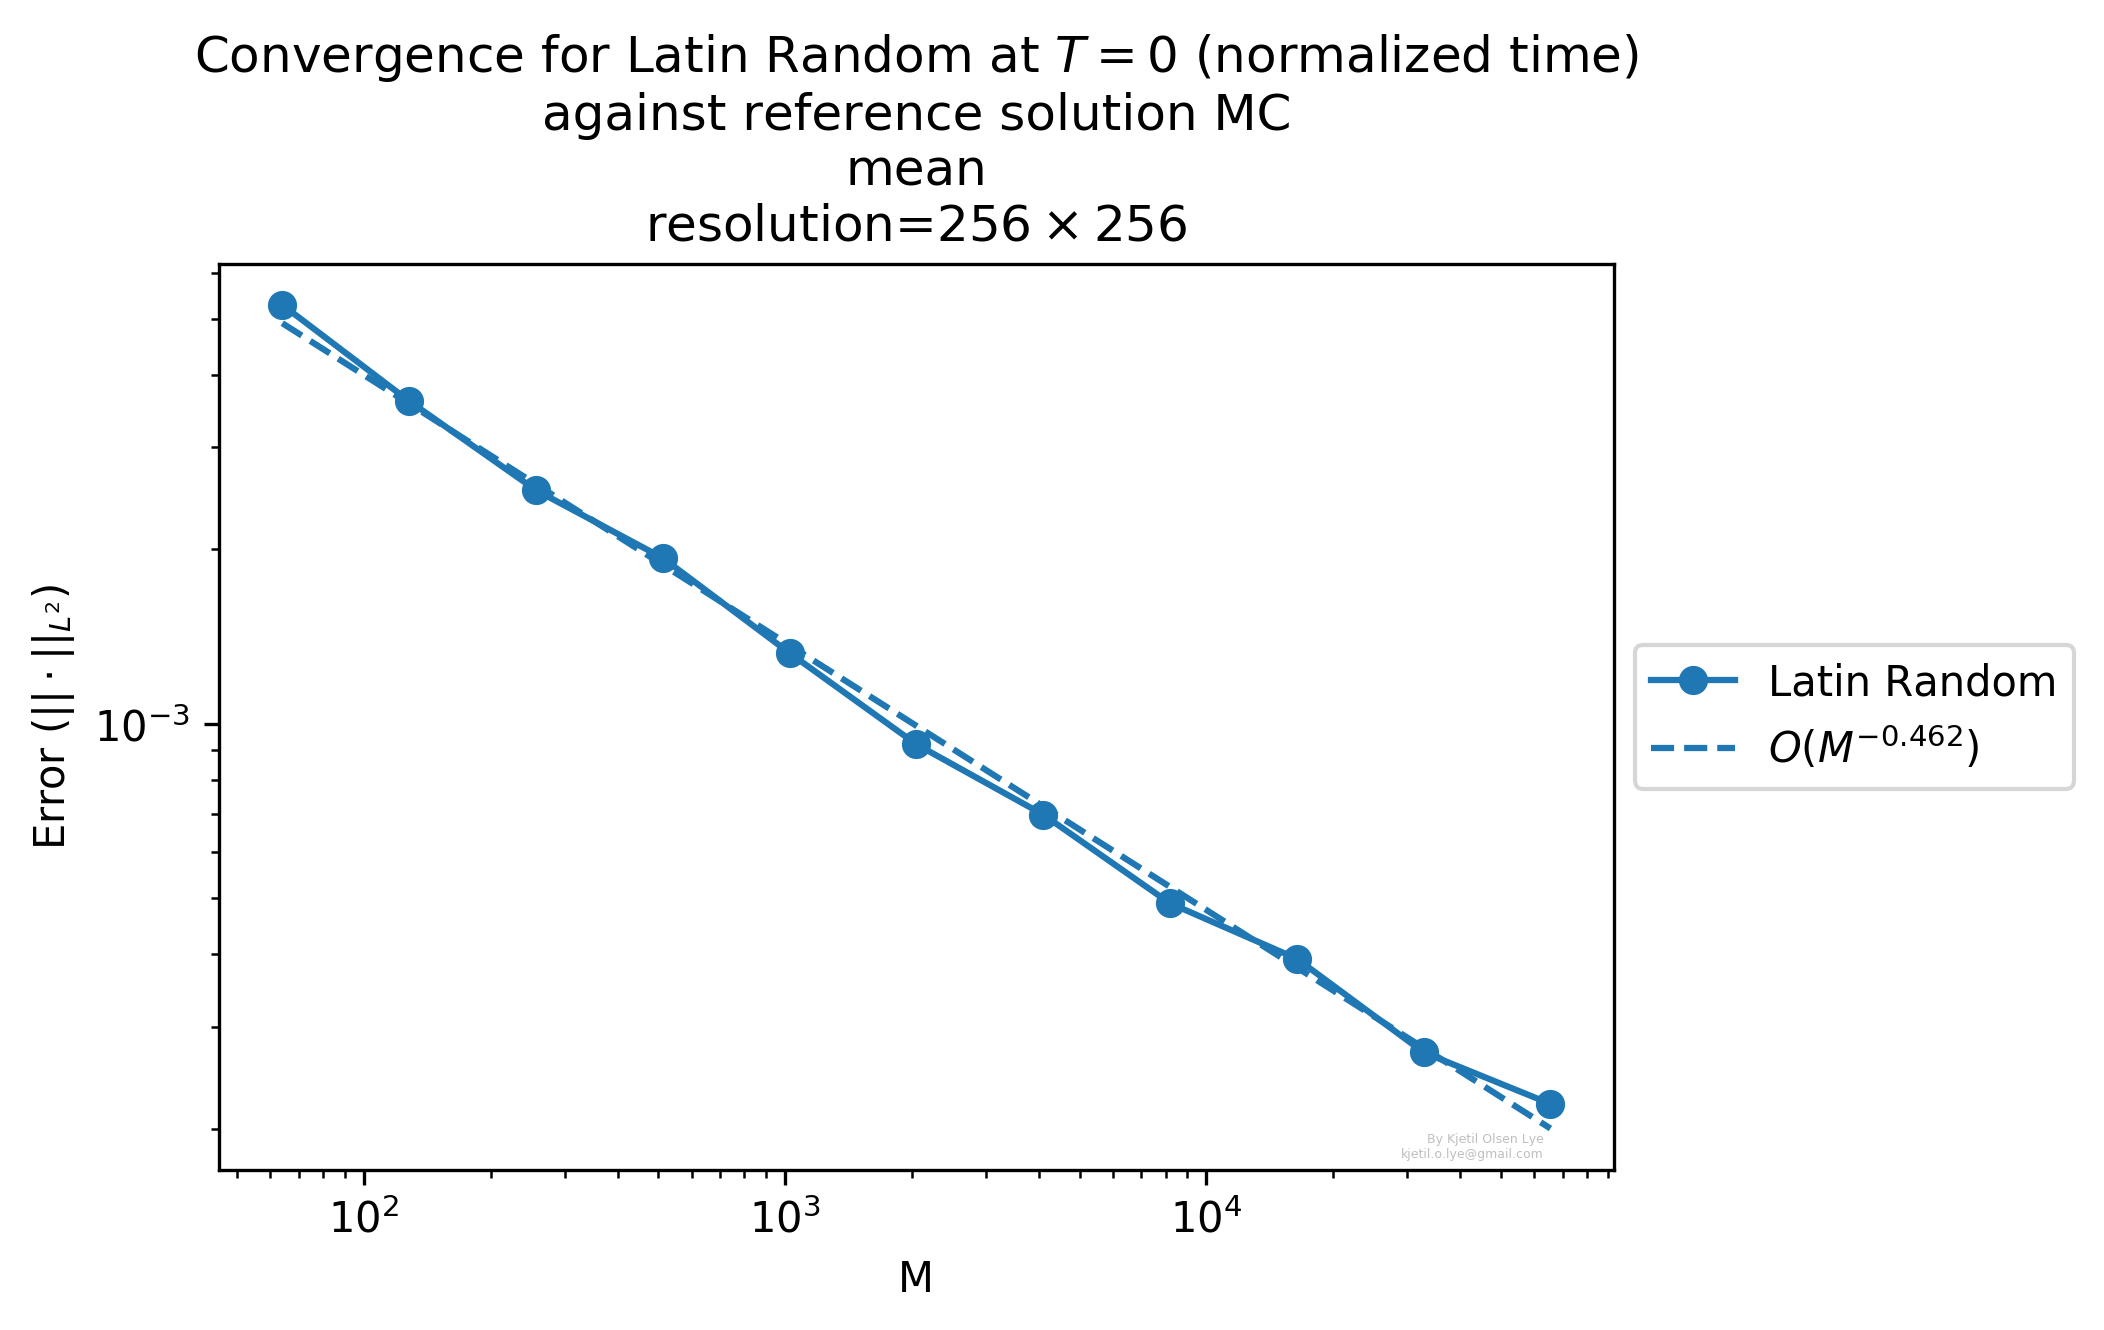 Convergence for Latin Random at T = 0 (normalized time)
against reference solution MC
mean
resolution=256 × 256
Error (|| · ||_{L^2})
10^{-3}
10^2
10^3
10^4
M
Latin Random
O(M^{-0.462})
By Kjetil Olsen Lye
kjetil.o.lye@gmail.com